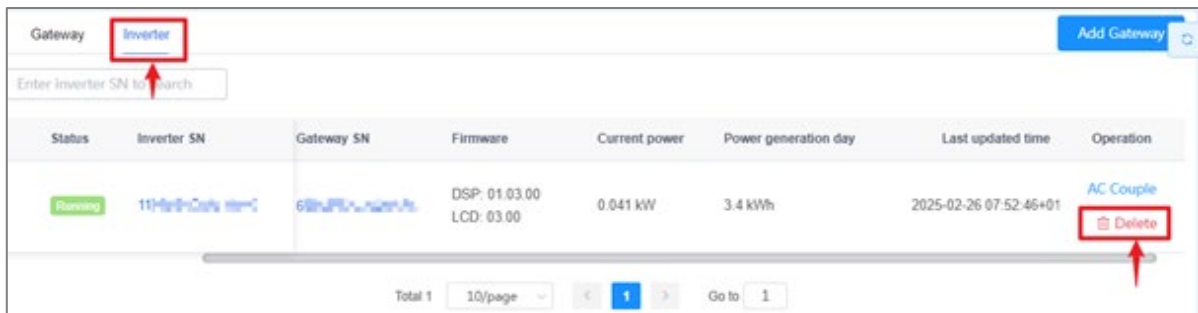 Gateway Inverter Add Gateway
Enter inverter SN to search
Status Inverter SN Gateway SN Firmware Current power Power generation day Last updated time Operation
Running DSP: 01.03.00 0.041 kW 3.4 kWh 2025-02-26 07:52:46+01 AC Couple
LCD: 03.00 Delete
Total 1 10/page 1 Go to 1